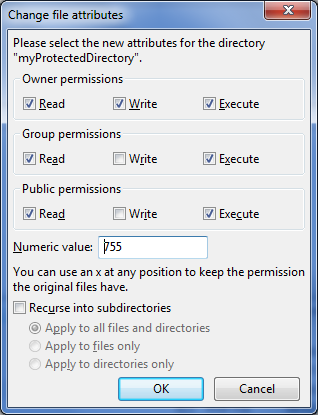 Change file attributes
Please select the new attributes for the directory
"myProtectedDirectory".
Owner permissions
Read Write Execute
Group permissions
Read Write Execute
Public permissions
Read Write Execute
Numeric value: 755
You can use an x at any position to keep the permission
the original files have.
Recurse into subdirectories
Apply to all files and directories
Apply to files only
Apply to directories only
OK Cancel